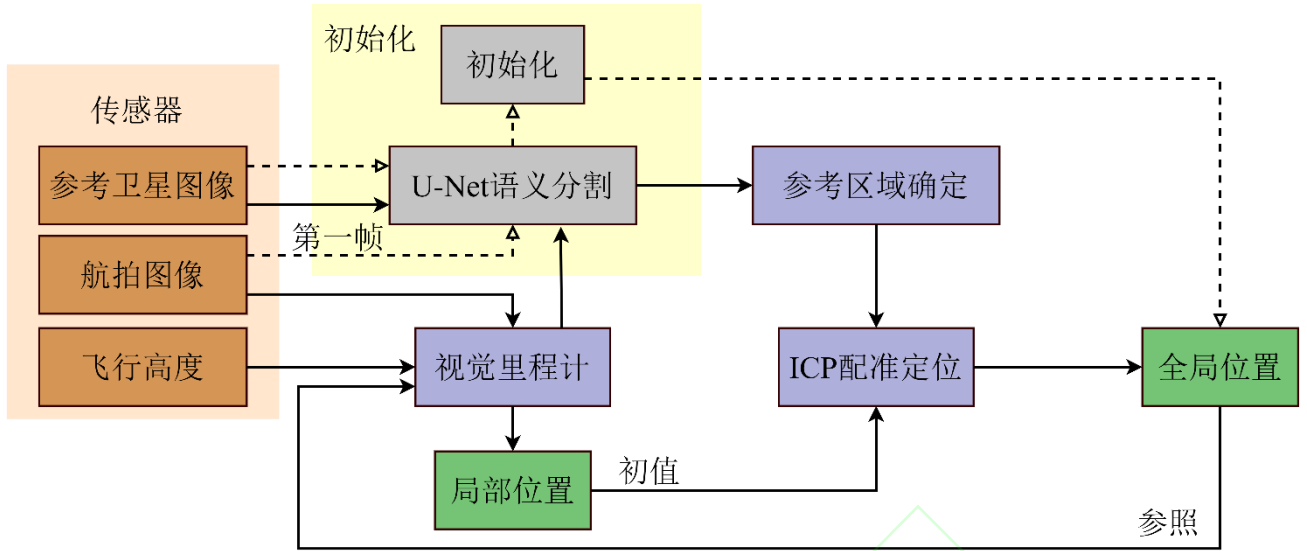 初始化
初始化
传感器
参考卫星图像
U-Net语义分割
参考区域确定
第一帧
航拍图像
飞行高度
视觉里程计
ICP配准定位
全局位置
局部位置
初值
参照